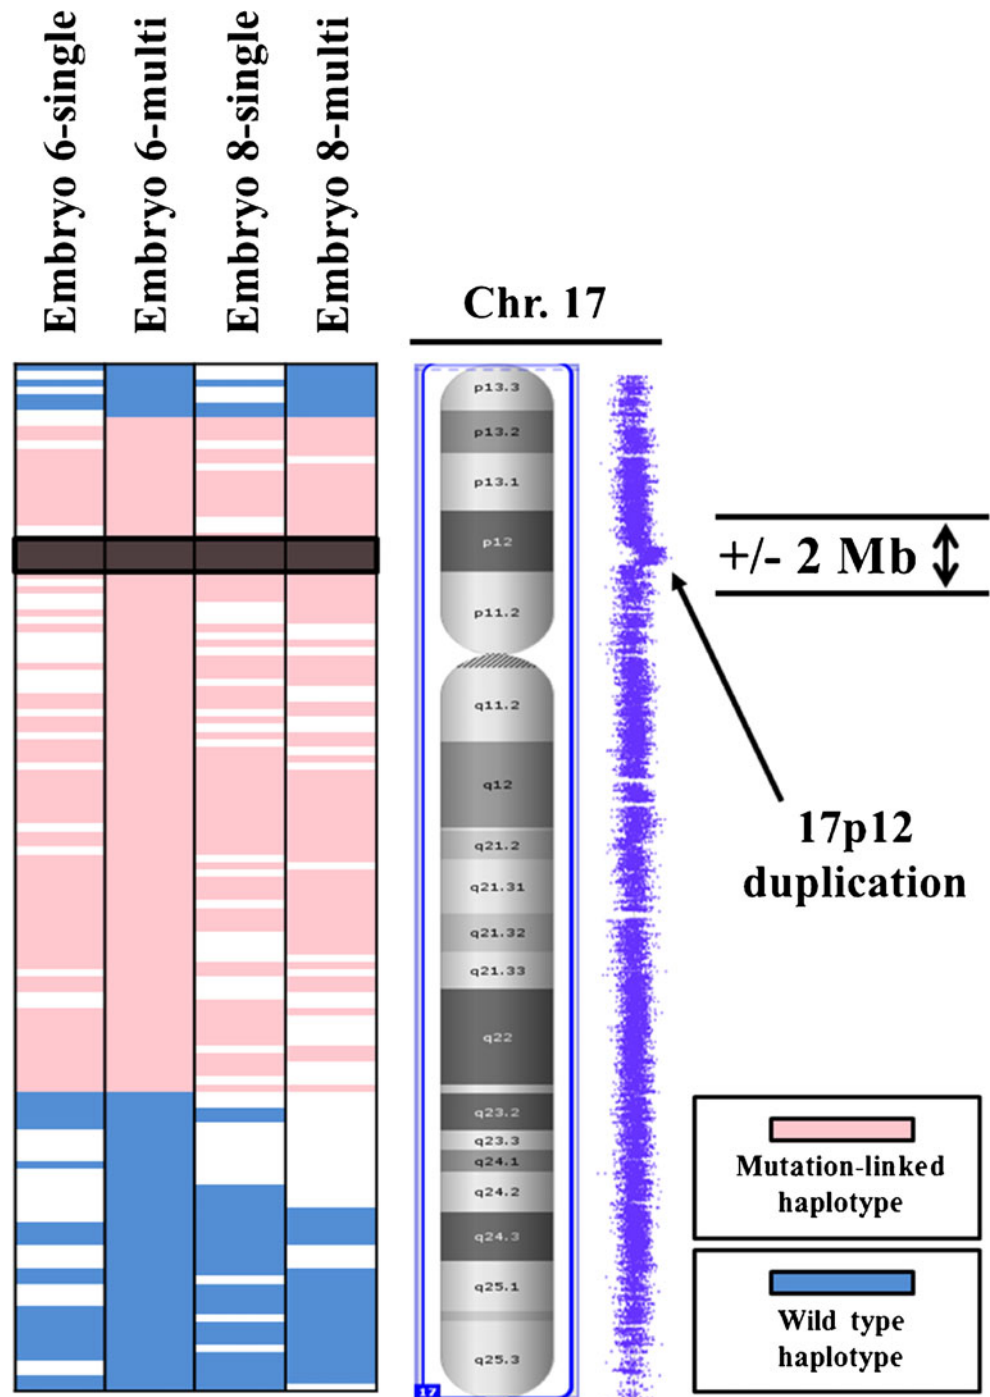 Embryo 6-single
Embryo 6-multi
Embryo 8-single
Embryo 8-multi
Chr. 17
p13.3
p13.2
p13.1
p12
p11.2
q11.2
q12
q21.2
q21.31
q21.32
q21.33
q22
q23.2
q23.3
q24.1
q24.2
q24.3
q25.1
q25.3
17
+/- 2 Mb
17p12
duplication
Mutation-linked
haplotype
Wild type
haplotype